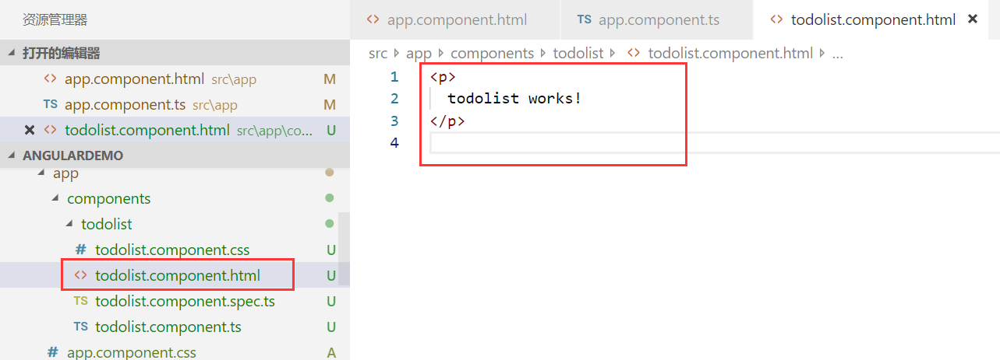 资源管理器
打开的编辑器
<> app.component.html src\app M
TS app.component.ts src\app M
<> todolist.component.html src\app\co... U
ANGULARDEMO
app
components
todolist
# todolist.component.css U
<> todolist.component.html U
TS todolist.component.spec.ts U
TS todolist.component.ts U
# app.component.css A
<> app.component.html TS app.component.ts <> todolist.component.html
src app components todolist <> todolist.component.html ...
1 <p>
2 todolist works!
3 </p>
4